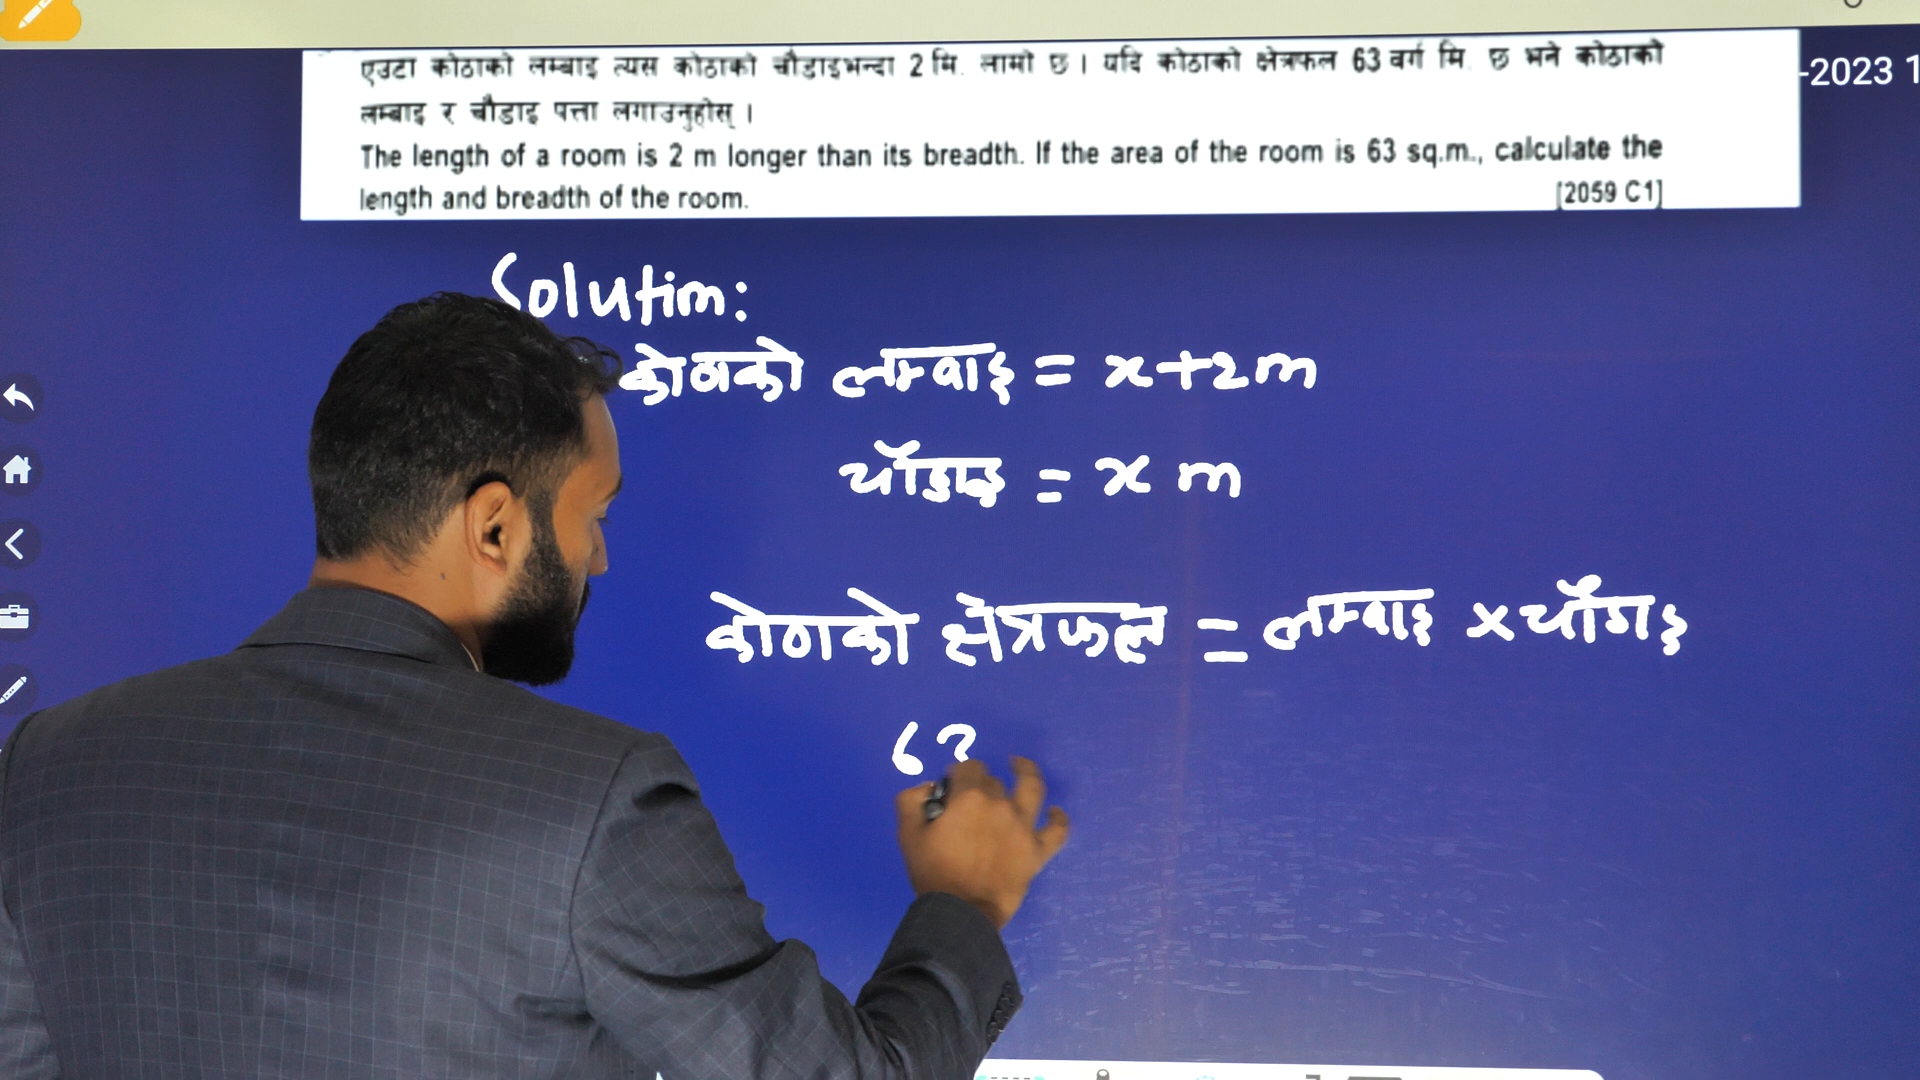 एउटा कोठाको लम्बाइ त्यस कोठाको चौडाइभन्दा 2 मि. लामो छ । यदि कोठाको क्षेत्रफल 63 वर्ग मि. छ भने कोठाको
लम्बाइ र चौडाइ पत्ता लगाउनुहोस् ।
The length of a room is 2 m longer than its breadth. If the area of the room is 63 sq.m., calculate the
length and breadth of the room. [2059 C1]
-2023 1
Solution:
कोठाको लम्बाइ = x+2m
चौडाइ = x m
कोठाको क्षेत्रफल = लम्बाइ × चौडाइ
63